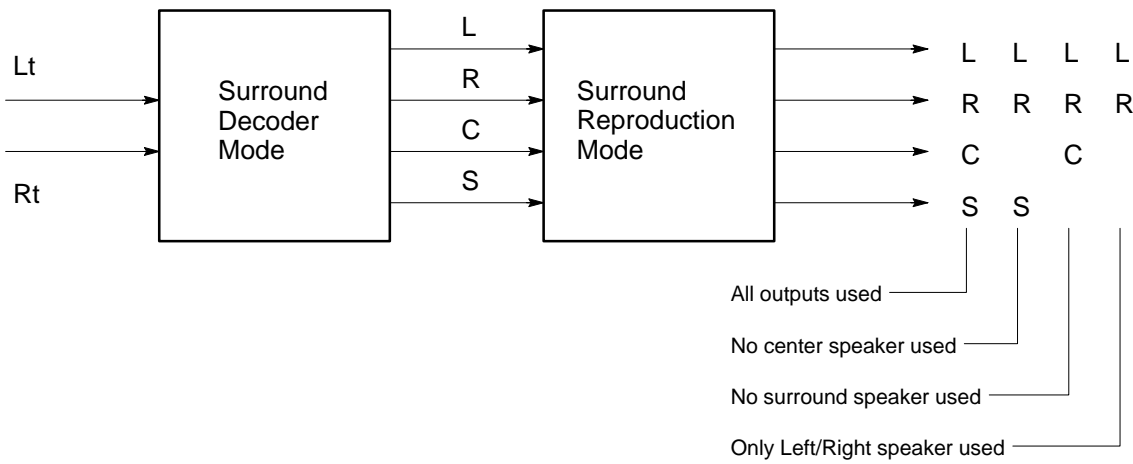 Lt
Rt
Surround
Decoder
Mode
L
R
C
S
Surround
Reproduction
Mode
L L L L
R R R R
C C
S S
All outputs used
No center speaker used
No surround speaker used
Only Left/Right speaker used